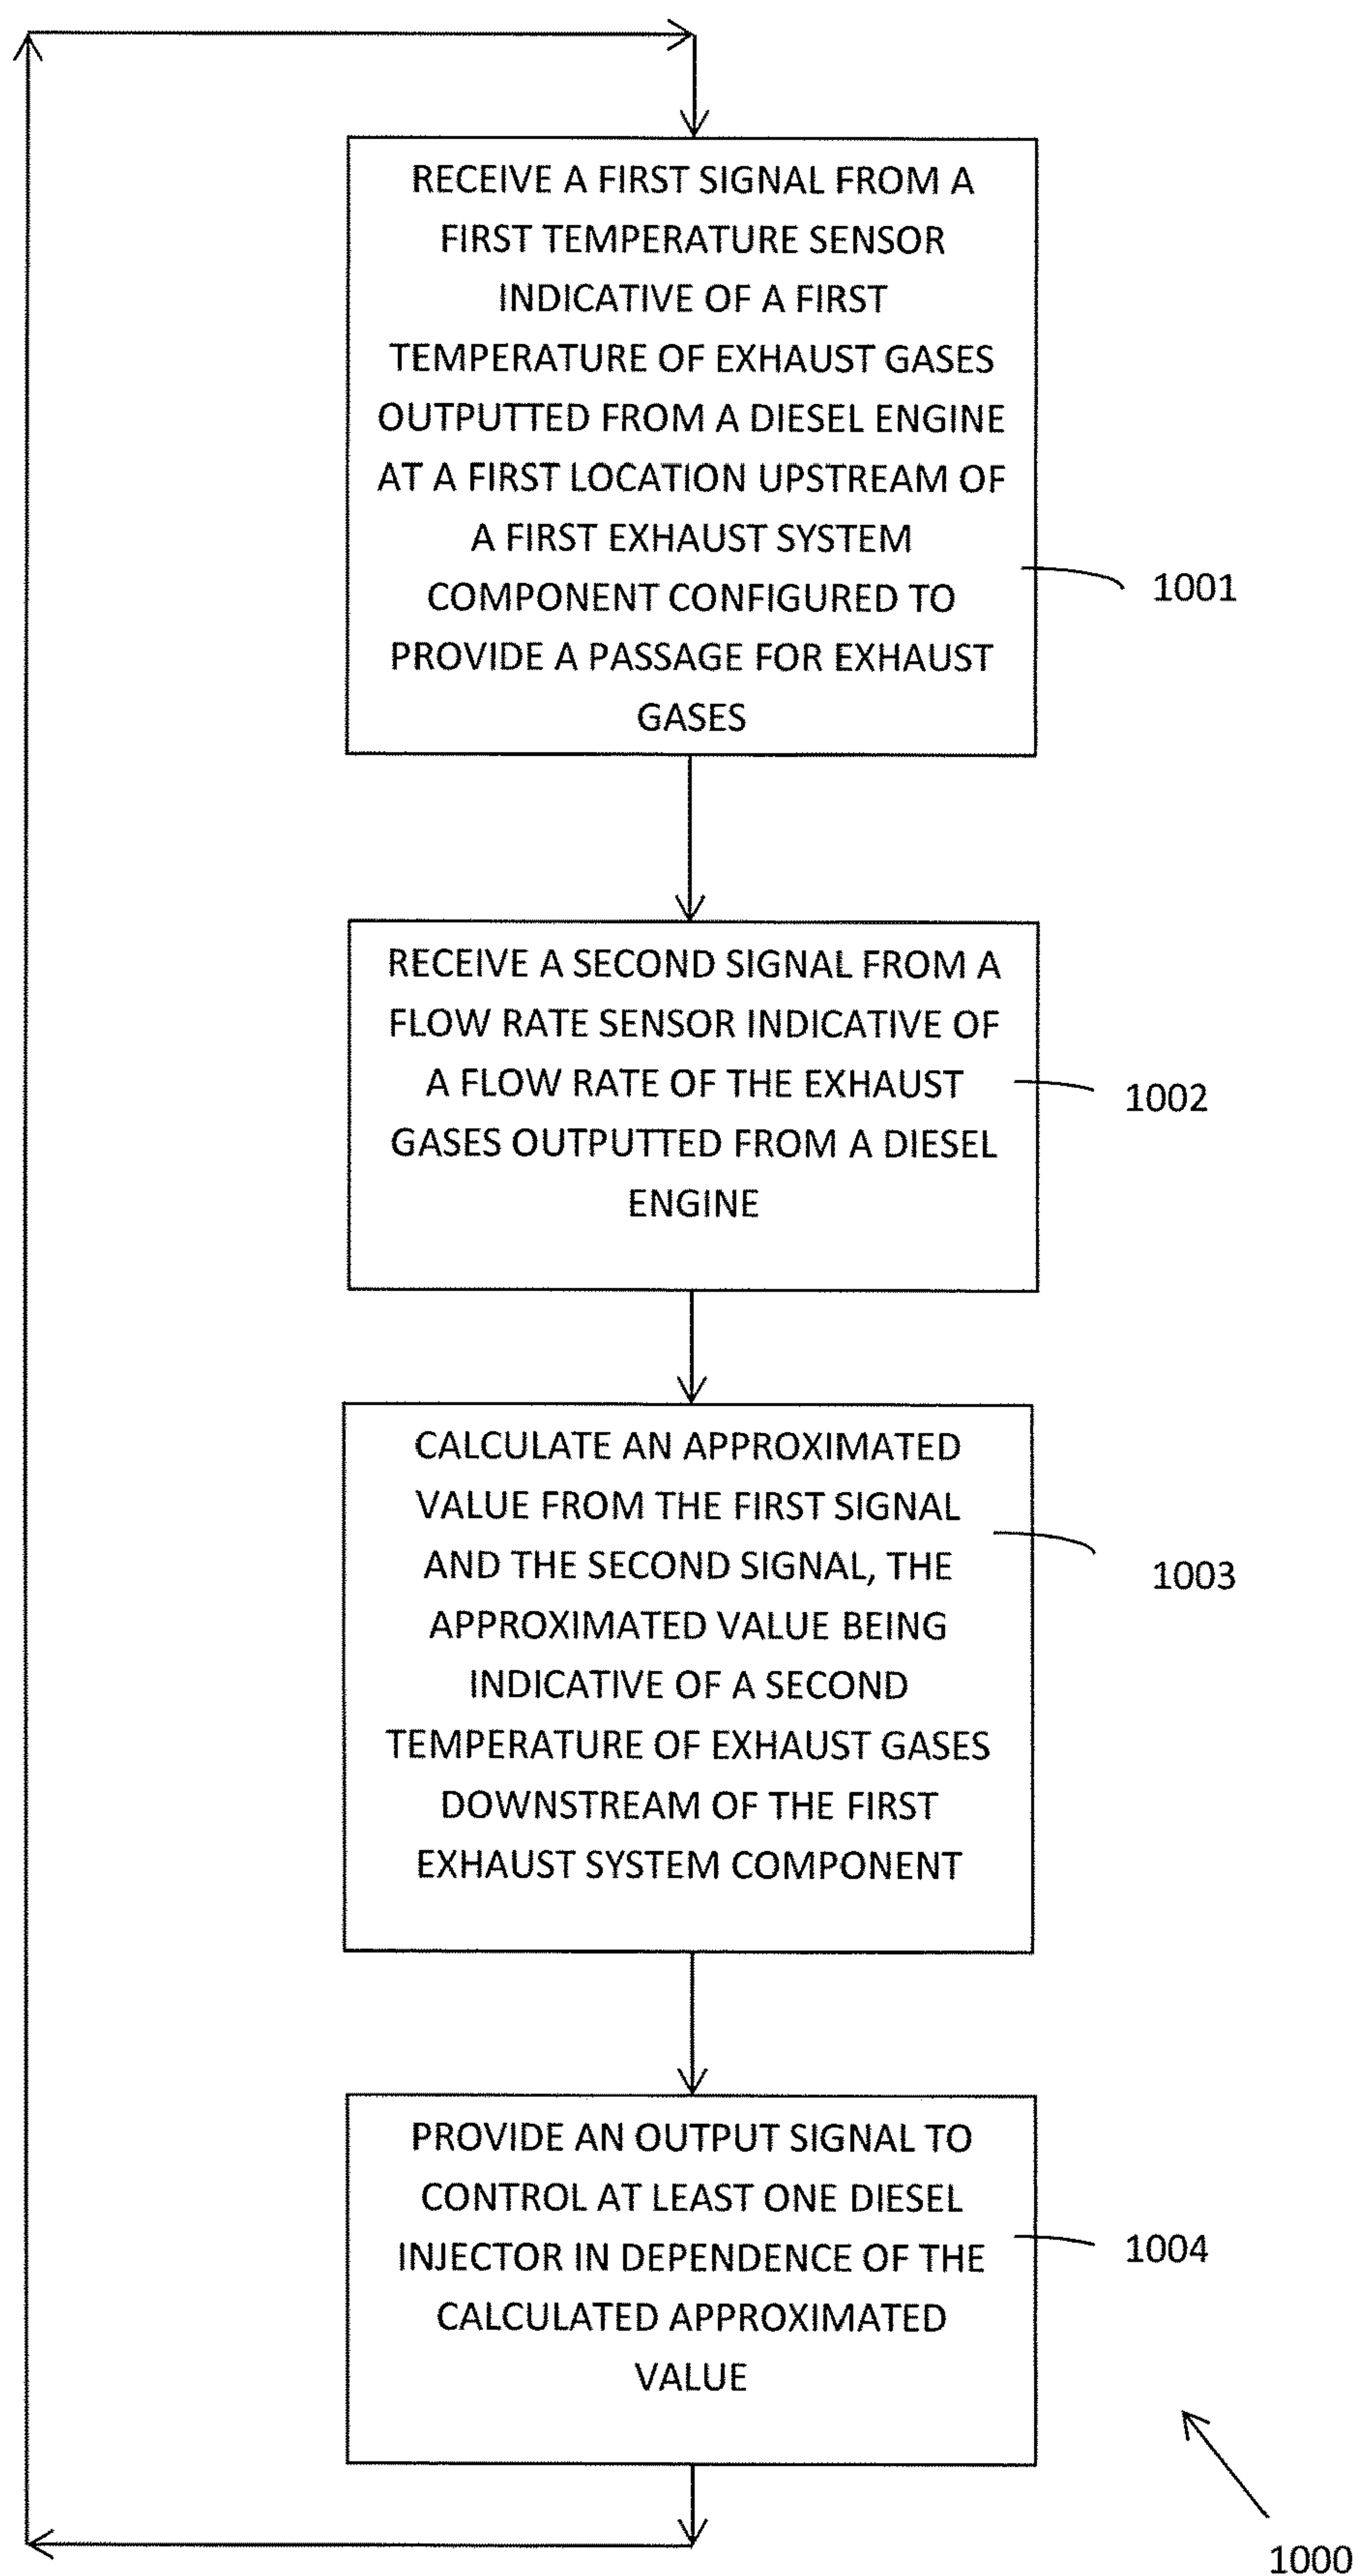 RECEIVE A FIRST SIGNAL FROM A
FIRST TEMPERATURE SENSOR
INDICATIVE OF A FIRST
TEMPERATURE OF EXHAUST GASES
OUTPUTTED FROM A DIESEL ENGINE
AT A FIRST LOCATION UPSTREAM OF
A FIRST EXHAUST SYSTEM
COMPONENT CONFIGURED TO
PROVIDE A PASSAGE FOR EXHAUST
GASES
1001
RECEIVE A SECOND SIGNAL FROM A
FLOW RATE SENSOR INDICATIVE OF
A FLOW RATE OF THE EXHAUST
GASES OUTPUTTED FROM A DIESEL
ENGINE
1002
CALCULATE AN APPROXIMATED
VALUE FROM THE FIRST SIGNAL
AND THE SECOND SIGNAL, THE
APPROXIMATED VALUE BEING
INDICATIVE OF A SECOND
TEMPERATURE OF EXHAUST GASES
DOWNSTREAM OF THE FIRST
EXHAUST SYSTEM COMPONENT
1003
PROVIDE AN OUTPUT SIGNAL TO
CONTROL AT LEAST ONE DIESEL
INJECTOR IN DEPENDENCE OF THE
CALCULATED APPROXIMATED
VALUE
1004
1000